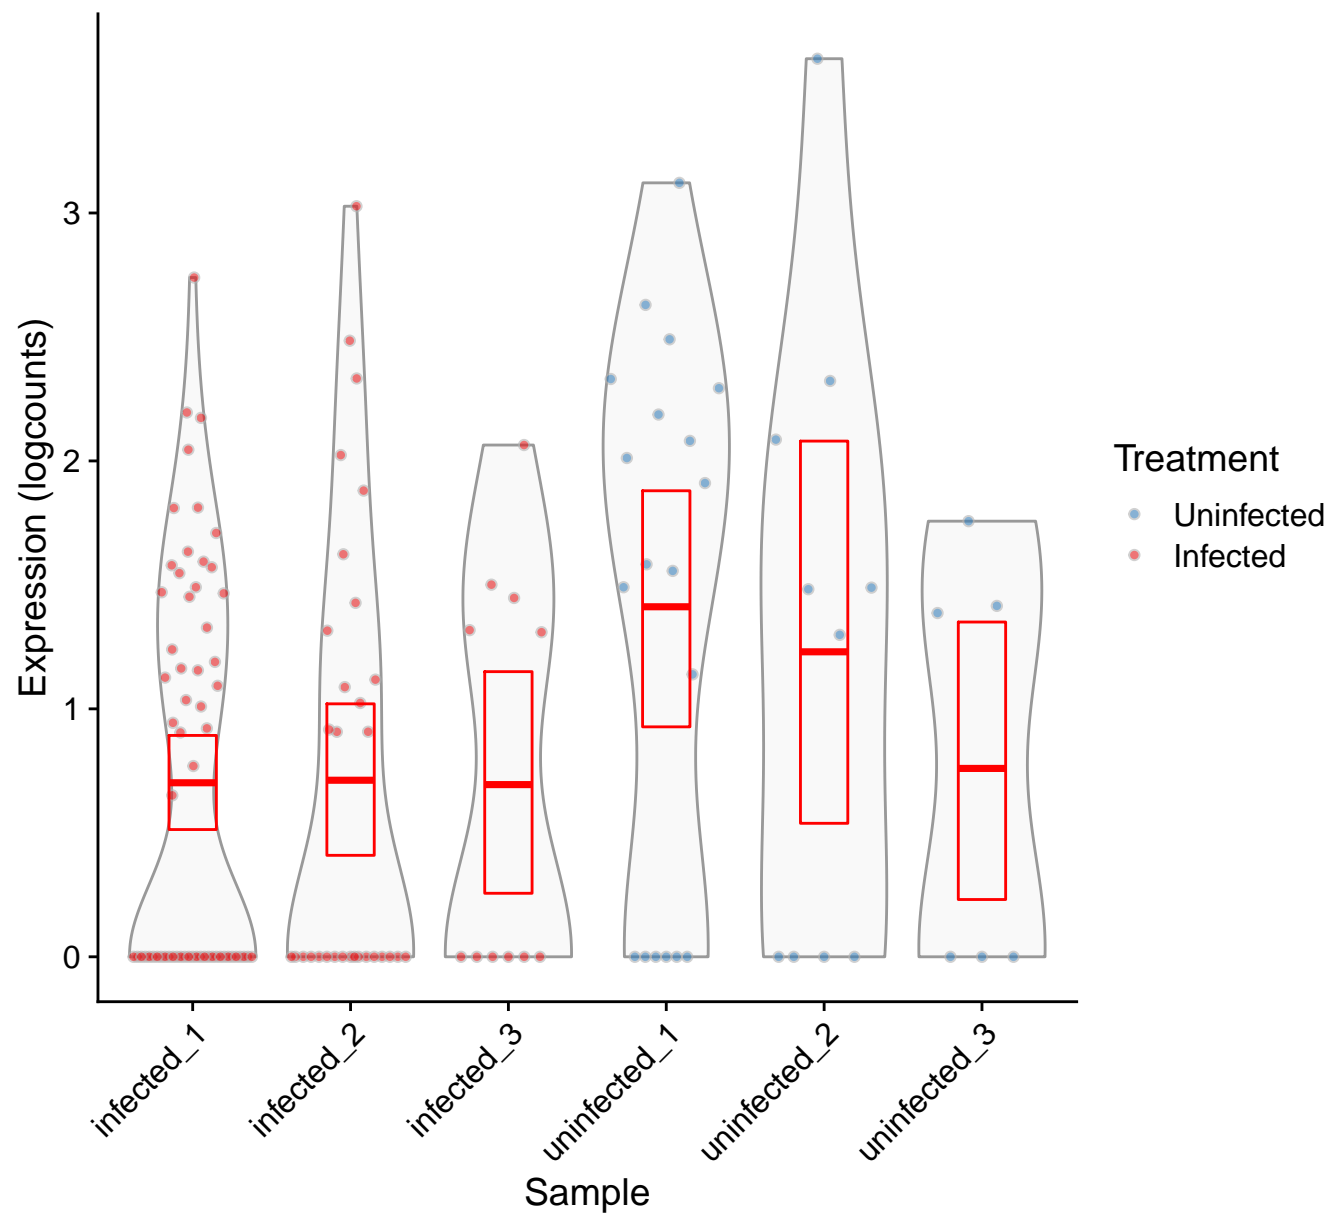 Expression (logcounts)
3
2
1
0
infected_1
infected_2
infected_3
uninfected_1
uninfected_2
uninfected_3
Sample
Treatment
Uninfected
Infected